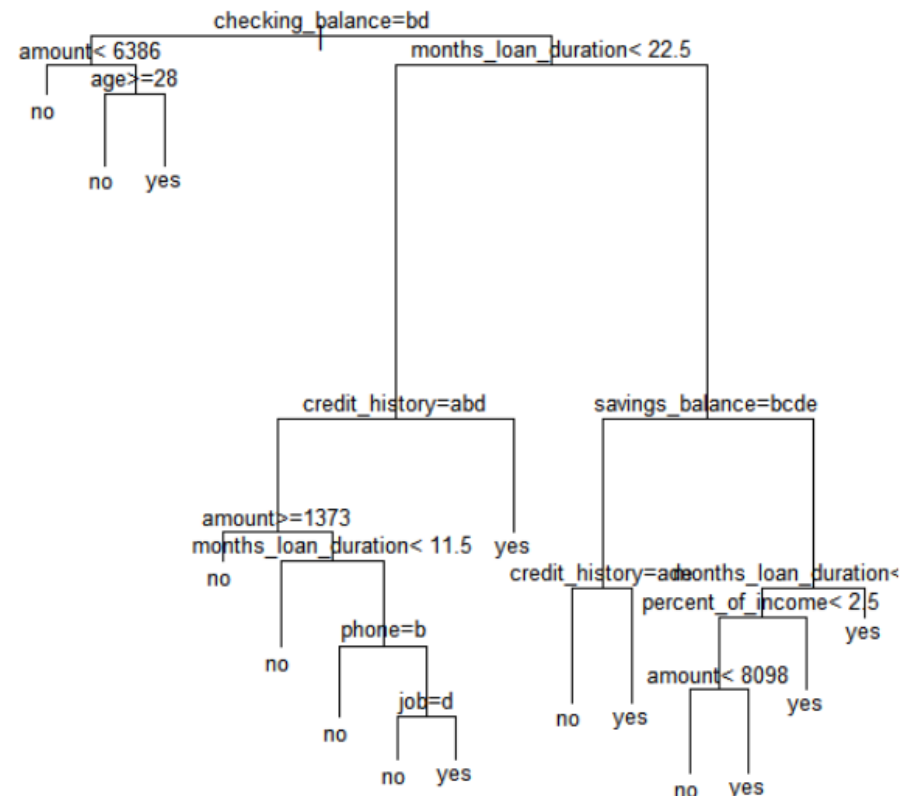 checking_balance=bd
amount< 6386
months_loan_duration< 22.5
age>=28
no
no
yes
credit_history=abd
savings_balance=bcde
amount>=1373
months_loan_duration< 11.5
yes
no
credit_history=ade
months_loan_duration<
percent_of_income< 2.5
yes
phone=b
no
amount< 8098
job=d
yes
no
yes
no
no
yes
no
yes